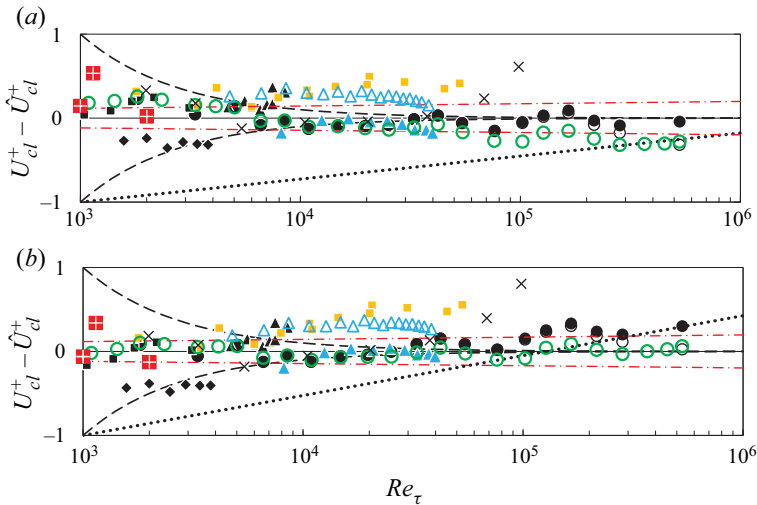 (a)
1
U⁺cl − Û⁺cl
0
−1
10³
10⁴
10⁵
10⁶
(b)
1
U⁺cl − Û⁺cl
0
−1
10³
10⁴
10⁵
10⁶
Reτ